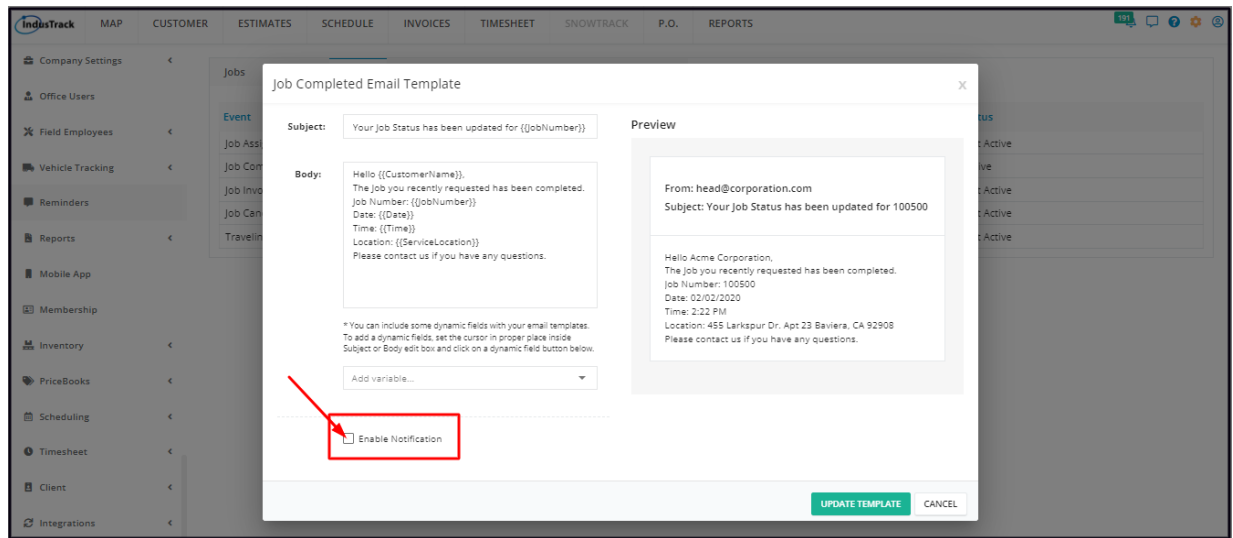 IndusTrack MAP CUSTOMER ESTIMATES SCHEDULE INVOICES TIMESHEET SNOWTRACK P.O. REPORTS 191
Company Settings
Office Users
Field Employees
Vehicle Tracking
Reminders
Reports
Mobile App
Membership
Inventory
PriceBooks
Scheduling
Timesheet
Client
Integrations
Jobs
Event
Job Assi
Job Com
Job Invo
Job Can
Travelin
Job Completed Email Template X
Subject: Your Job Status has been updated for {{JobNumber}}
Body: Hello {{CustomerName}},
The Job you recently requested has been completed.
Job Number: {{JobNumber}}
Date: {{Date}}
Time: {{Time}}
Location: {{ServiceLocation}}
Please contact us if you have any questions.
* You can include some dynamic fields with your email templates.
To add a dynamic fields, set the cursor in proper place inside
Subject or Body edit box and click on a dynamic field button below.
Add variable...
Enable Notification
Preview
From: head@corporation.com
Subject: Your Job Status has been updated for 100500
Hello Acme Corporation,
The Job you recently requested has been completed.
Job Number: 100500
Date: 02/02/2020
Time: 2:22 PM
Location: 455 Larkspur Dr. Apt 23 Baviera, CA 92908
Please contact us if you have any questions.
UPDATE TEMPLATE CANCEL
tus
t Active
ive
t Active
t Active
t Active